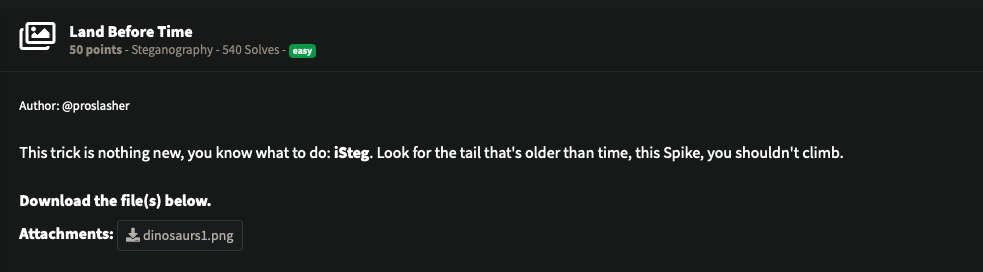 Land Before Time
50 points - Steganography - 540 Solves - easy
Author: @proslasher
This trick is nothing new, you know what to do: iSteg. Look for the tail that's older than time, this Spike, you shouldn't climb.
Download the file(s) below.
Attachments: dinosaurs1.png